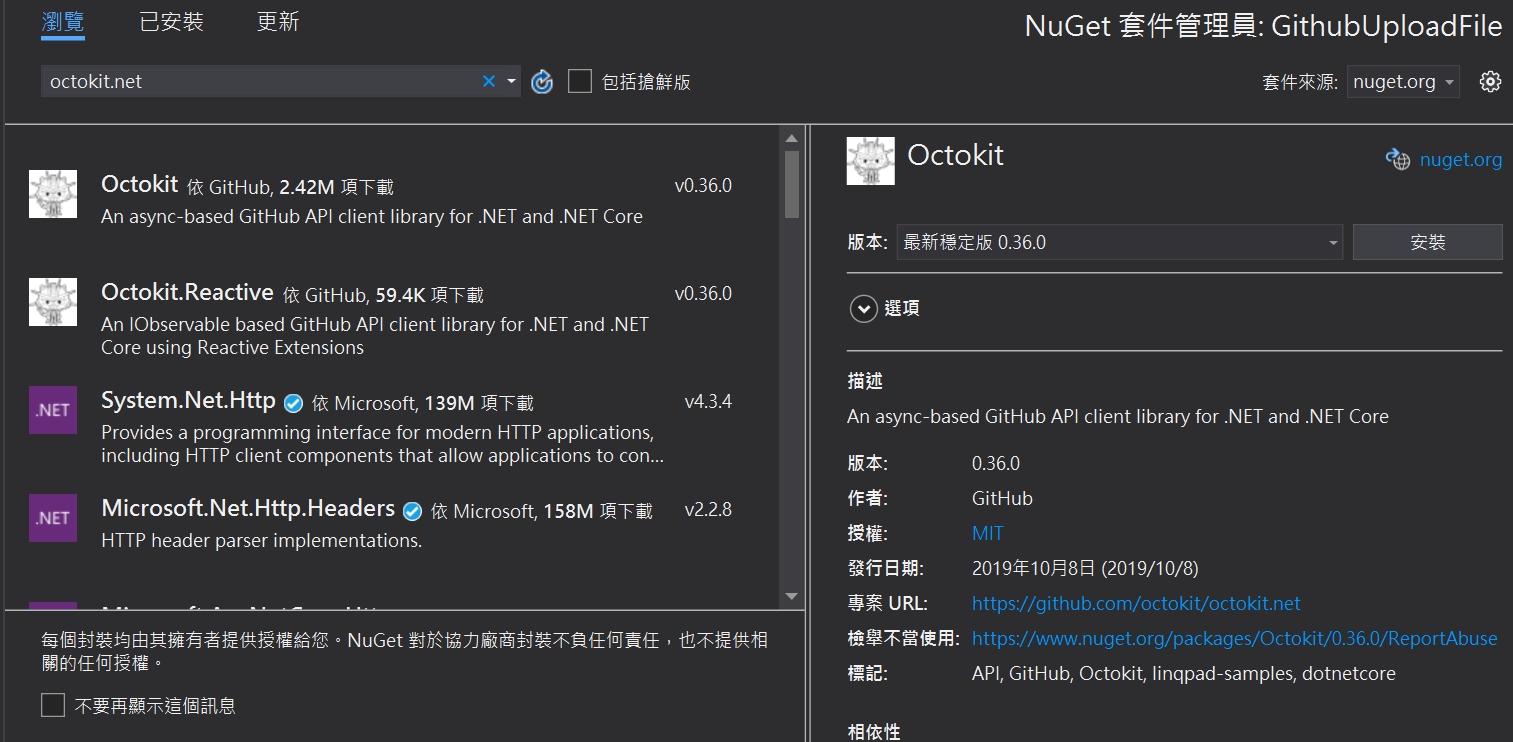 瀏覽 已安裝 更新
NuGet 套件管理員: GithubUploadFile
octokit.net
包括搶鮮版
套件來源: nuget.org
Octokit 依 GitHub, 2.42M 項下載 v0.36.0
An async-based GitHub API client library for .NET and .NET Core
Octokit.Reactive 依 GitHub, 59.4K 項下載 v0.36.0
An IObservable based GitHub API client library for .NET and .NET
Core using Reactive Extensions
.NET
System.Net.Http 依 Microsoft, 139M 項下載 v4.3.4
Provides a programming interface for modern HTTP applications,
including HTTP client components that allow applications to con...
.NET
Microsoft.Net.Http.Headers 依 Microsoft, 158M 項下載 v2.2.8
HTTP header parser implementations.
每個封裝均由其擁有者提供授權給您。NuGet 對於協力廠商封裝不負任何責任，也不提供相
關的任何授權。
不要再顯示這個訊息
Octokit
nuget.org
版本: 最新穩定版 0.36.0 安裝
選項
描述
An async-based GitHub API client library for .NET and .NET Core
版本: 0.36.0
作者: GitHub
授權: MIT
發行日期: 2019年10月8日 (2019/10/8)
專案 URL: https://github.com/octokit/octokit.net
檢舉不當使用: https://www.nuget.org/packages/Octokit/0.36.0/ReportAbuse
標記: API, GitHub, Octokit, linqpad-samples, dotnetcore
相依性